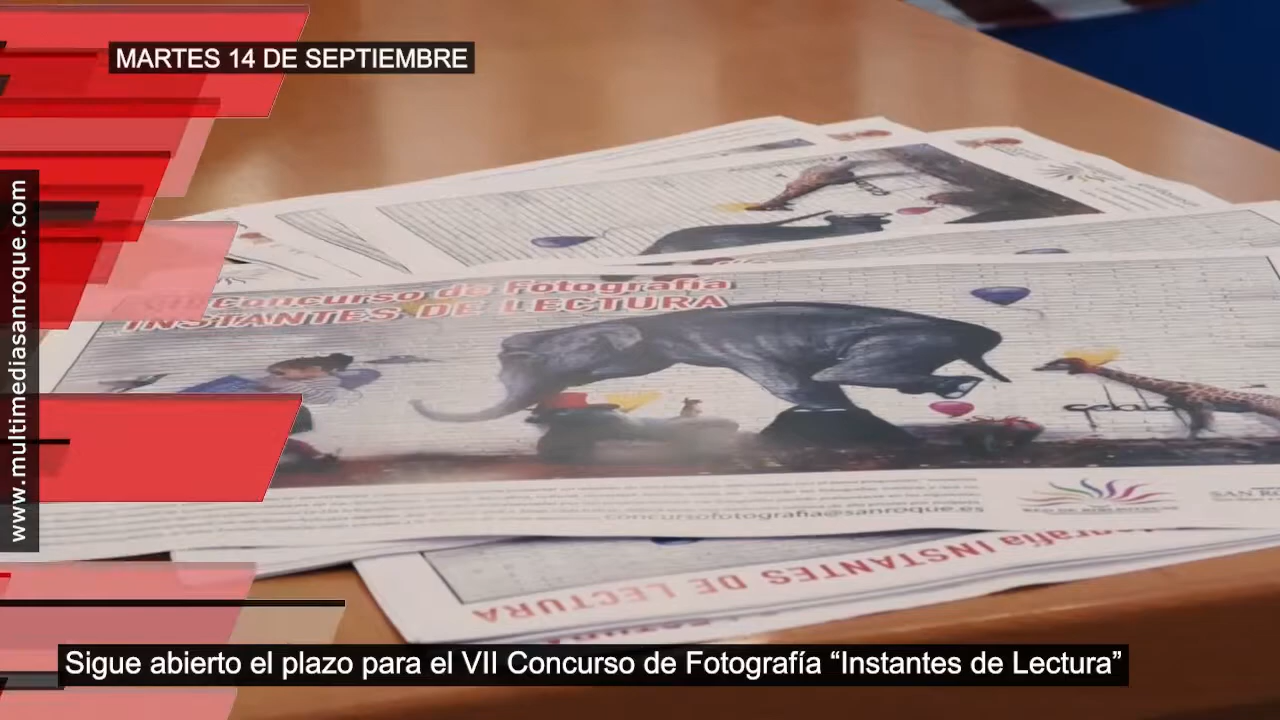 MARTES 14 DE SEPTIEMBRE
www.multimediasanroque.com
Concurso de Fotografía
INSTANTES DE LECTURA
concursofotografia@sanroque.es
INSTANTES DE LECTURA
Sigue abierto el plazo para el VII Concurso de Fotografía “Instantes de Lectura”